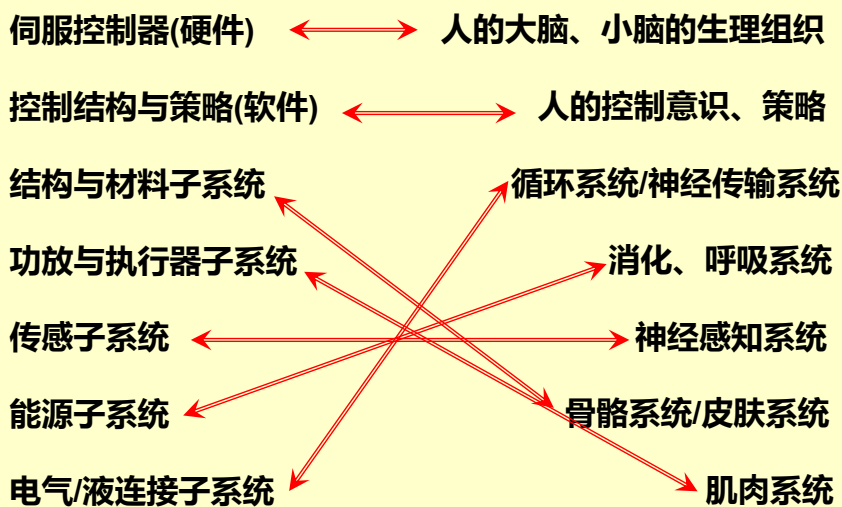 伺服控制器(硬件) 人的大脑、小脑的生理组织
控制结构与策略(软件) 人的控制意识、策略
结构与材料子系统 循环系统/神经传输系统
功放与执行器子系统 消化、呼吸系统
传感子系统 神经感知系统
能源子系统 骨骼系统/皮肤系统
电气/液连接子系统 肌肉系统